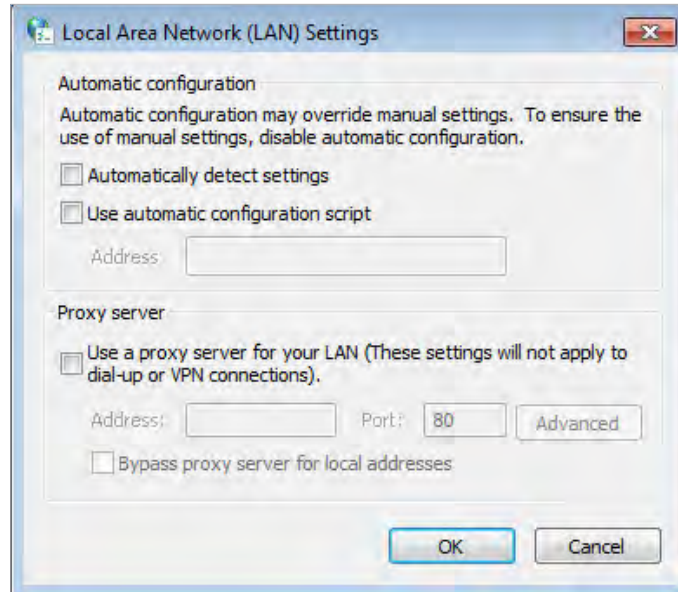 Local Area Network (LAN) Settings
Automatic configuration
Automatic configuration may override manual settings. To ensure the
use of manual settings, disable automatic configuration.
Automatically detect settings
Use automatic configuration script
Address
Proxy server
Use a proxy server for your LAN (These settings will not apply to
dial-up or VPN connections).
Address: Port: 80 Advanced
Bypass proxy server for local addresses
OK Cancel